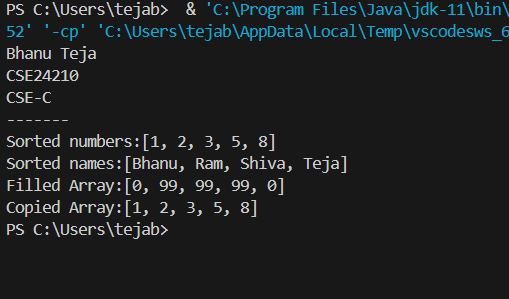 PS C:\Users\tejab>  & 'C:\Program Files\Java\jdk-11\bin\
52' '-cp' 'C:\Users\tejab\AppData\Local\Temp\vscodesws_6
Bhanu Teja
CSE24210
CSE-C
-------
Sorted numbers:[1, 2, 3, 5, 8]
Sorted names:[Bhanu, Ram, Shiva, Teja]
Filled Array:[0, 99, 99, 99, 0]
Copied Array:[1, 2, 3, 5, 8]
PS C:\Users\tejab>